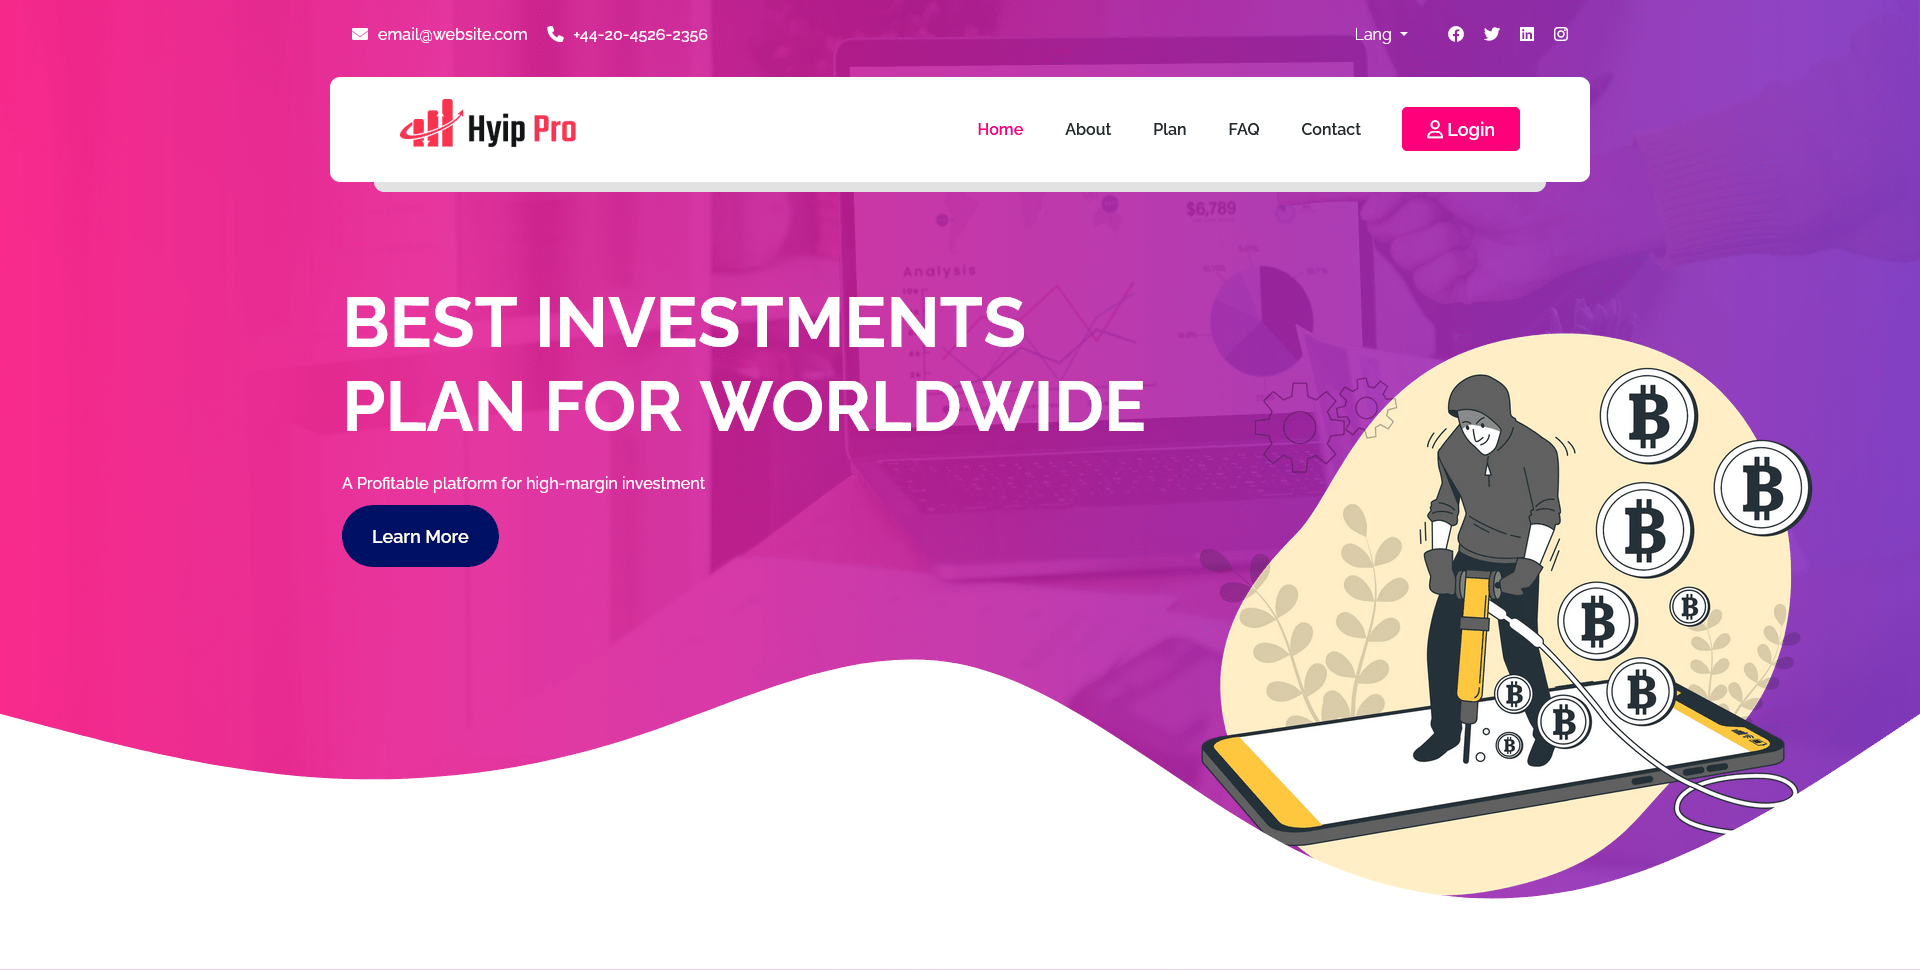 email@website.com
+44-20-4526-2356
Lang
Hyip Pro
Home
About
Plan
FAQ
Contact
Login
$6,789
Analysis
BEST INVESTMENTS
PLAN FOR WORLDWIDE
A Profitable platform for high-margin investment
Learn More